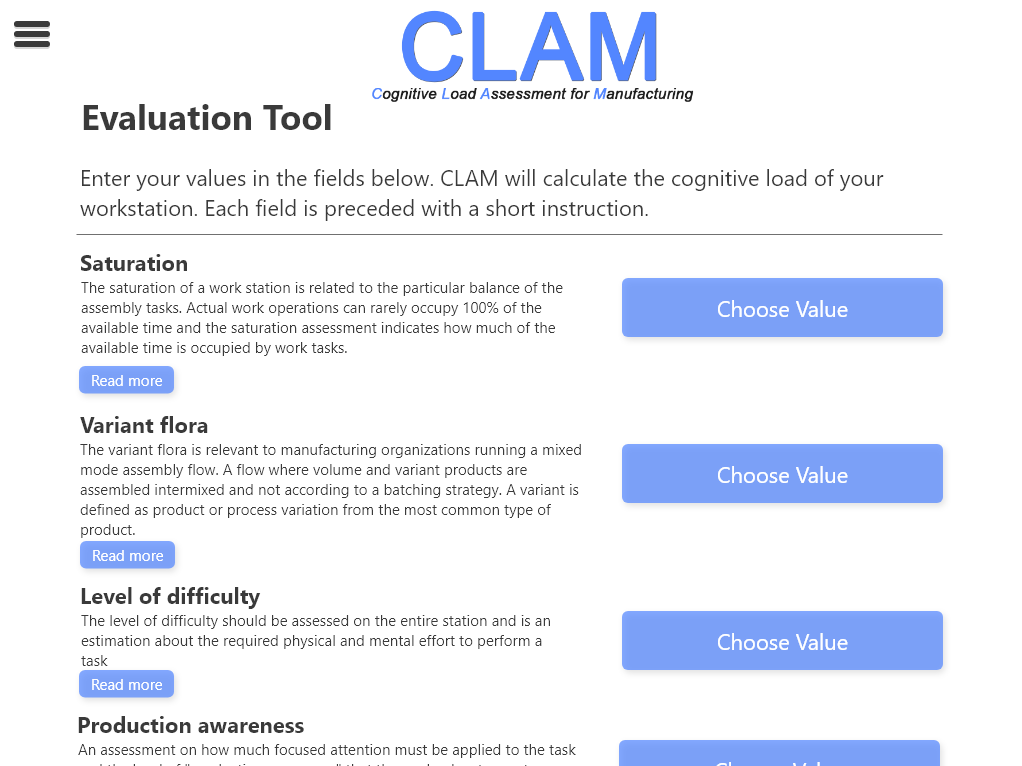 CLAM
Cognitive Load Assessment for Manufacturing
Evaluation Tool
Enter your values in the fields below. CLAM will calculate the cognitive load of your
workstation. Each field is preceded with a short instruction.
Saturation
The saturation of a work station is related to the particular balance of the
assembly tasks. Actual work operations can rarely occupy 100% of the
available time and the saturation assessment indicates how much of the
available time is occupied by work tasks.
Choose Value
Read more
Variant flora
The variant flora is relevant to manufacturing organizations running a mixed
mode assembly flow. A flow where volume and variant products are
assembled intermixed and not according to a batching strategy. A variant is
defined as product or process variation from the most common type of
product.
Choose Value
Read more
Level of difficulty
The level of difficulty should be assessed on the entire station and is an
estimation about the required physical and mental effort to perform a
task
Choose Value
Read more
Production awareness
An assessment on how much focused attention must be applied to the task
Choose Value